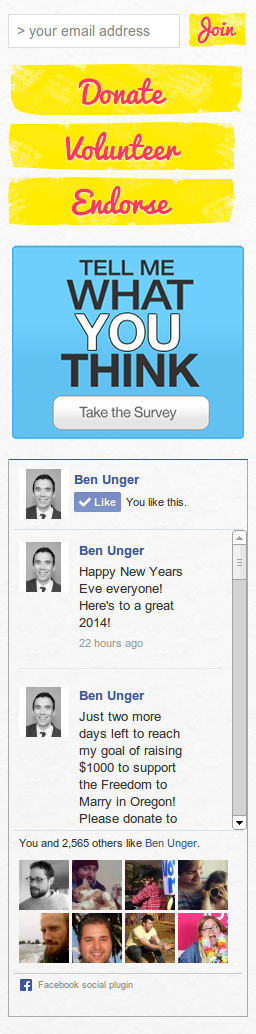 > your email address
Join
Donate
Volunteer
Endorse
TELL ME
WHAT
YOU
THINK
Take the Survey
Ben Unger
Like You like this.
Ben Unger
Happy New Years
Eve everyone!
Here's to a great
2014!
22 hours ago
Ben Unger
Just two more
days left to reach
my goal of raising
$1000 to support
the Freedom to
Marry in Oregon!
Please donate to
You and 2,565 others like Ben Unger.
Facebook social plugin